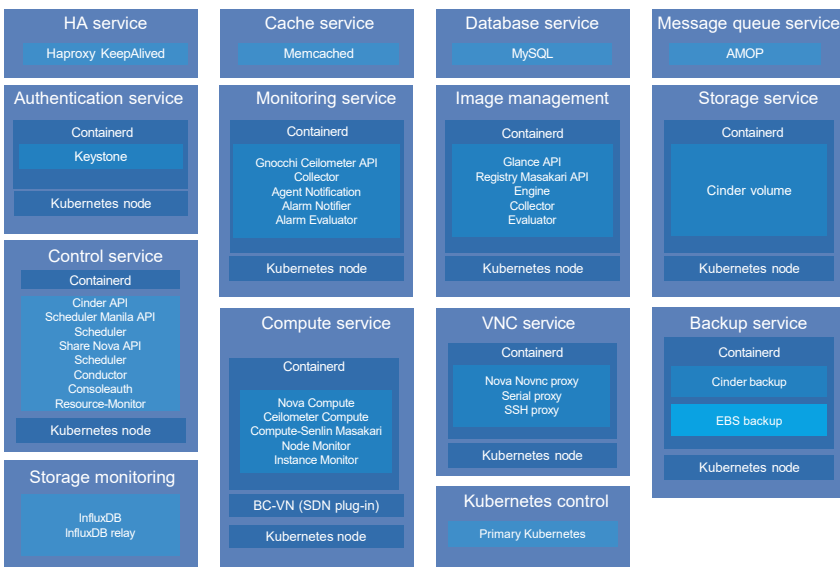 HA service
Haproxy KeepAlived
Cache service
Memcached
Database service
MySQL
Message queue service
AMOP
Authentication service
Containerd
Keystone
Kubernetes node
Monitoring service
Containerd
Gnocchi Ceilometer API
Collector
Agent Notification
Alarm Notifier
Alarm Evaluator
Kubernetes node
Image management
Containerd
Glance API
Registry Masakari API
Engine
Collector
Evaluator
Kubernetes node
Storage service
Containerd
Cinder volume
Kubernetes node
Control service
Containerd
Cinder API
Scheduler Manila API
Scheduler
Share Nova API
Scheduler
Conductor
Consoleauth
Resource-Monitor
Kubernetes node
Compute service
Containerd
Nova Compute
Ceilometer Compute
Compute-Senlin Masakari
Node Monitor
Instance Monitor
BC-VN (SDN plug-in)
Kubernetes node
VNC service
Containerd
Nova Novnc proxy
Serial proxy
SSH proxy
Kubernetes node
Backup service
Containerd
Cinder backup
EBS backup
Kubernetes node
Storage monitoring
InfluxDB
InfluxDB relay
Kubernetes control
Primary Kubernetes